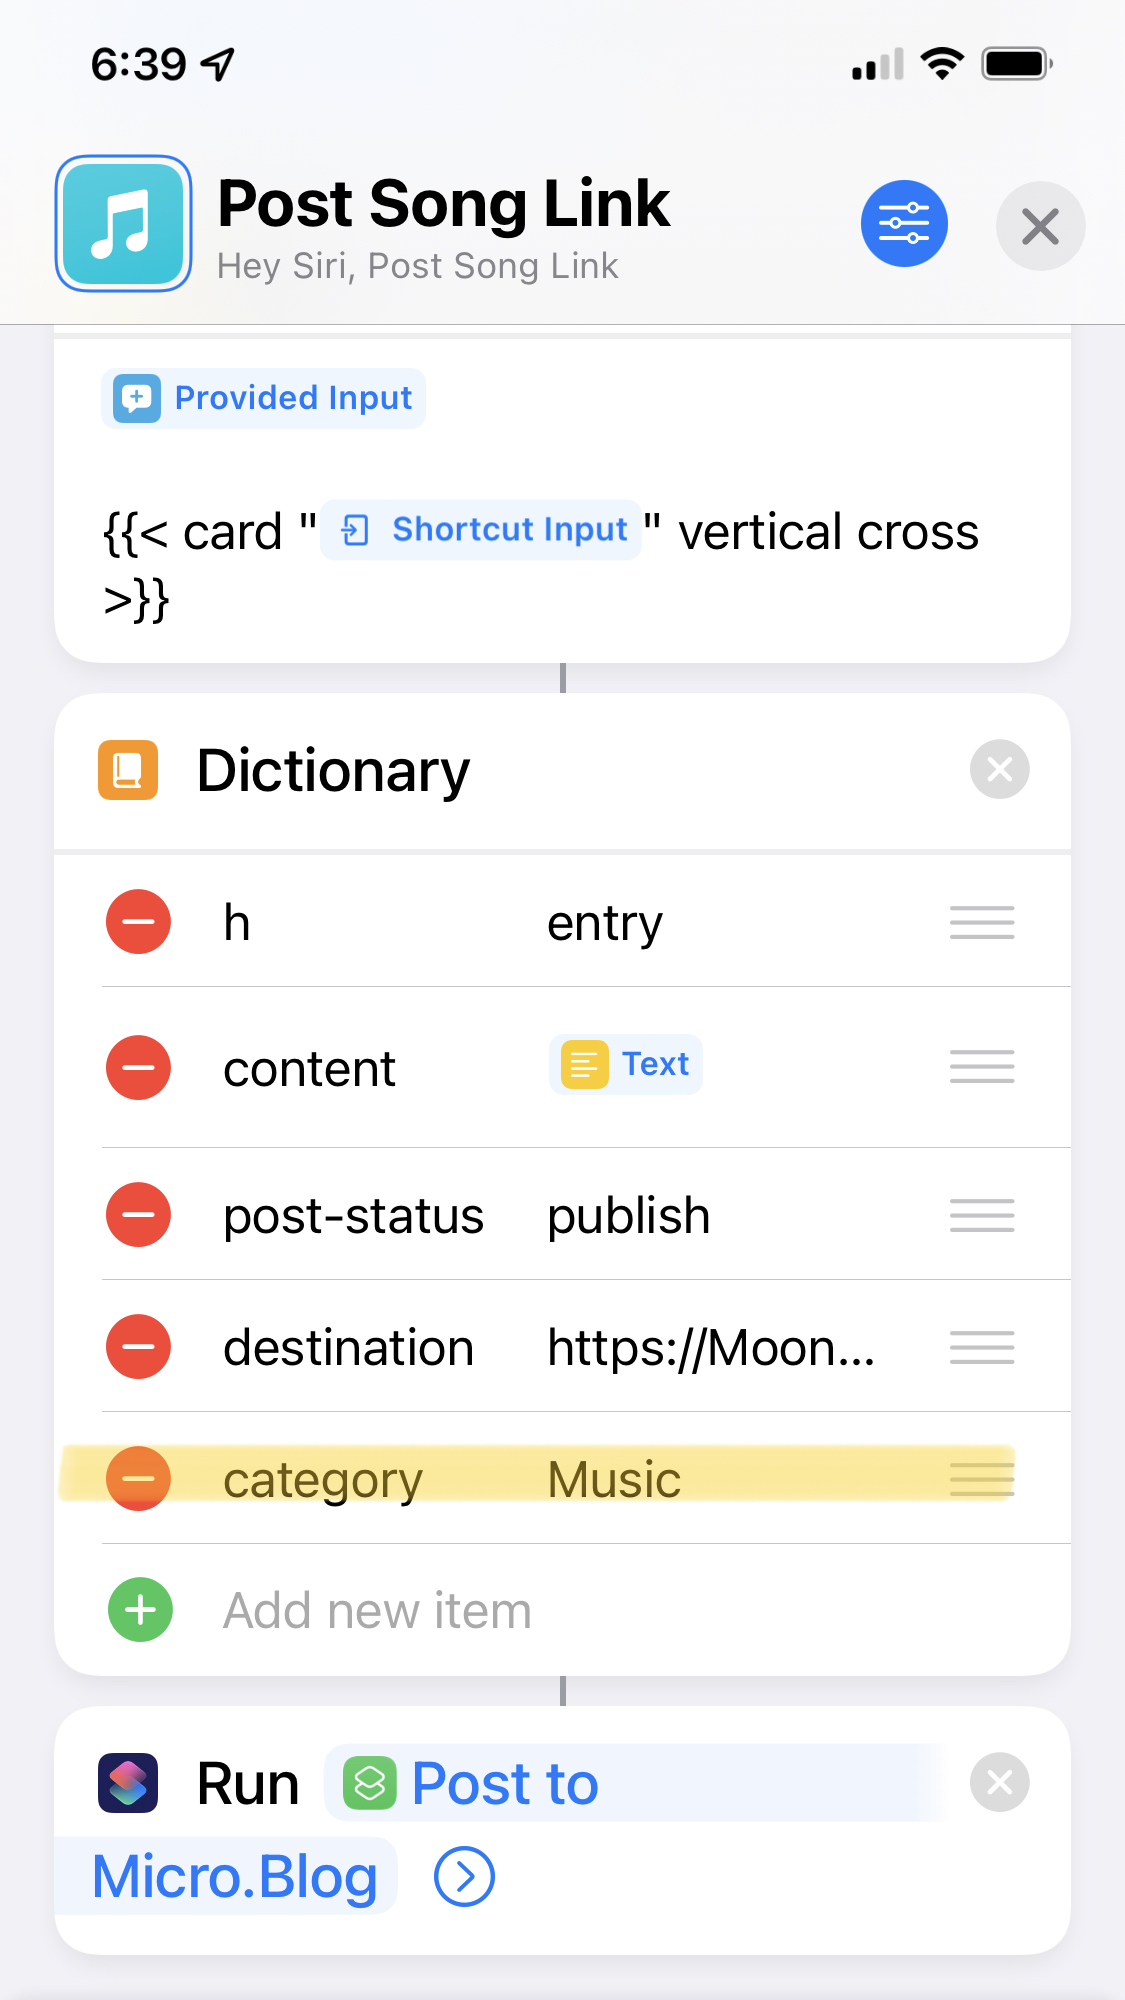 6:39
Post Song Link
Hey Siri, Post Song Link
Provided Input
{{< card "Shortcut Input" vertical cross
>}}
Dictionary
h entry
content Text
post-status publish
destination https://Moon...
category Music
Add new item
Run Post to
Micro.Blog